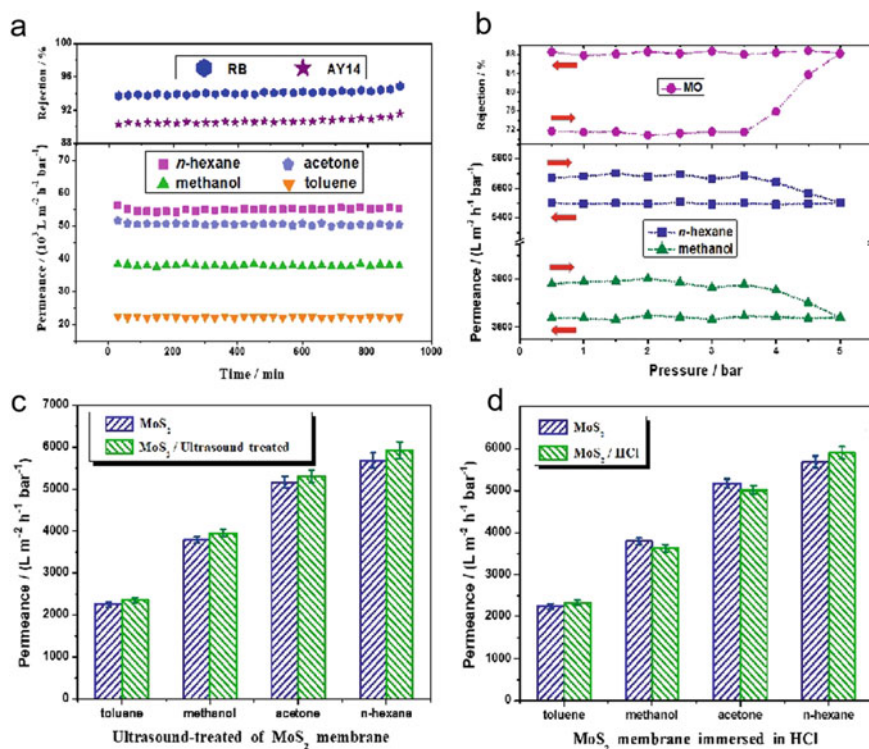 a
Rejection / %
96
94
92
90
88
RB
AY14
Permeance / (10³ L m⁻² h⁻¹ bar⁻¹)
70
60
50
40
30
20
n-hexane
acetone
methanol
toluene
0
200
400
600
800
1000
Time / min
b
Rejection / %
88
84
76
72
MO
Permeance / (L m⁻² h⁻¹ bar⁻¹)
5800
5600
5400
3800
3600
n-hexane
methanol
0
1
2
3
4
5
Pressure / bar
c
Permeance / (L m⁻² h⁻¹ bar⁻¹)
7000
6000
5000
4000
3000
2000
1000
0
MoS₂
MoS₂ / Ultrasound-treated
toluene
methanol
acetone
n-hexane
Ultrasound-treated of MoS₂ membrane
d
Permeance / (L m⁻² h⁻¹ bar⁻¹)
6000
5000
4000
3000
2000
1000
0
MoS₂
MoS₂ / HCl
toluene
methanol
acetone
n-hexane
MoS₂ membrane immersed in HCl